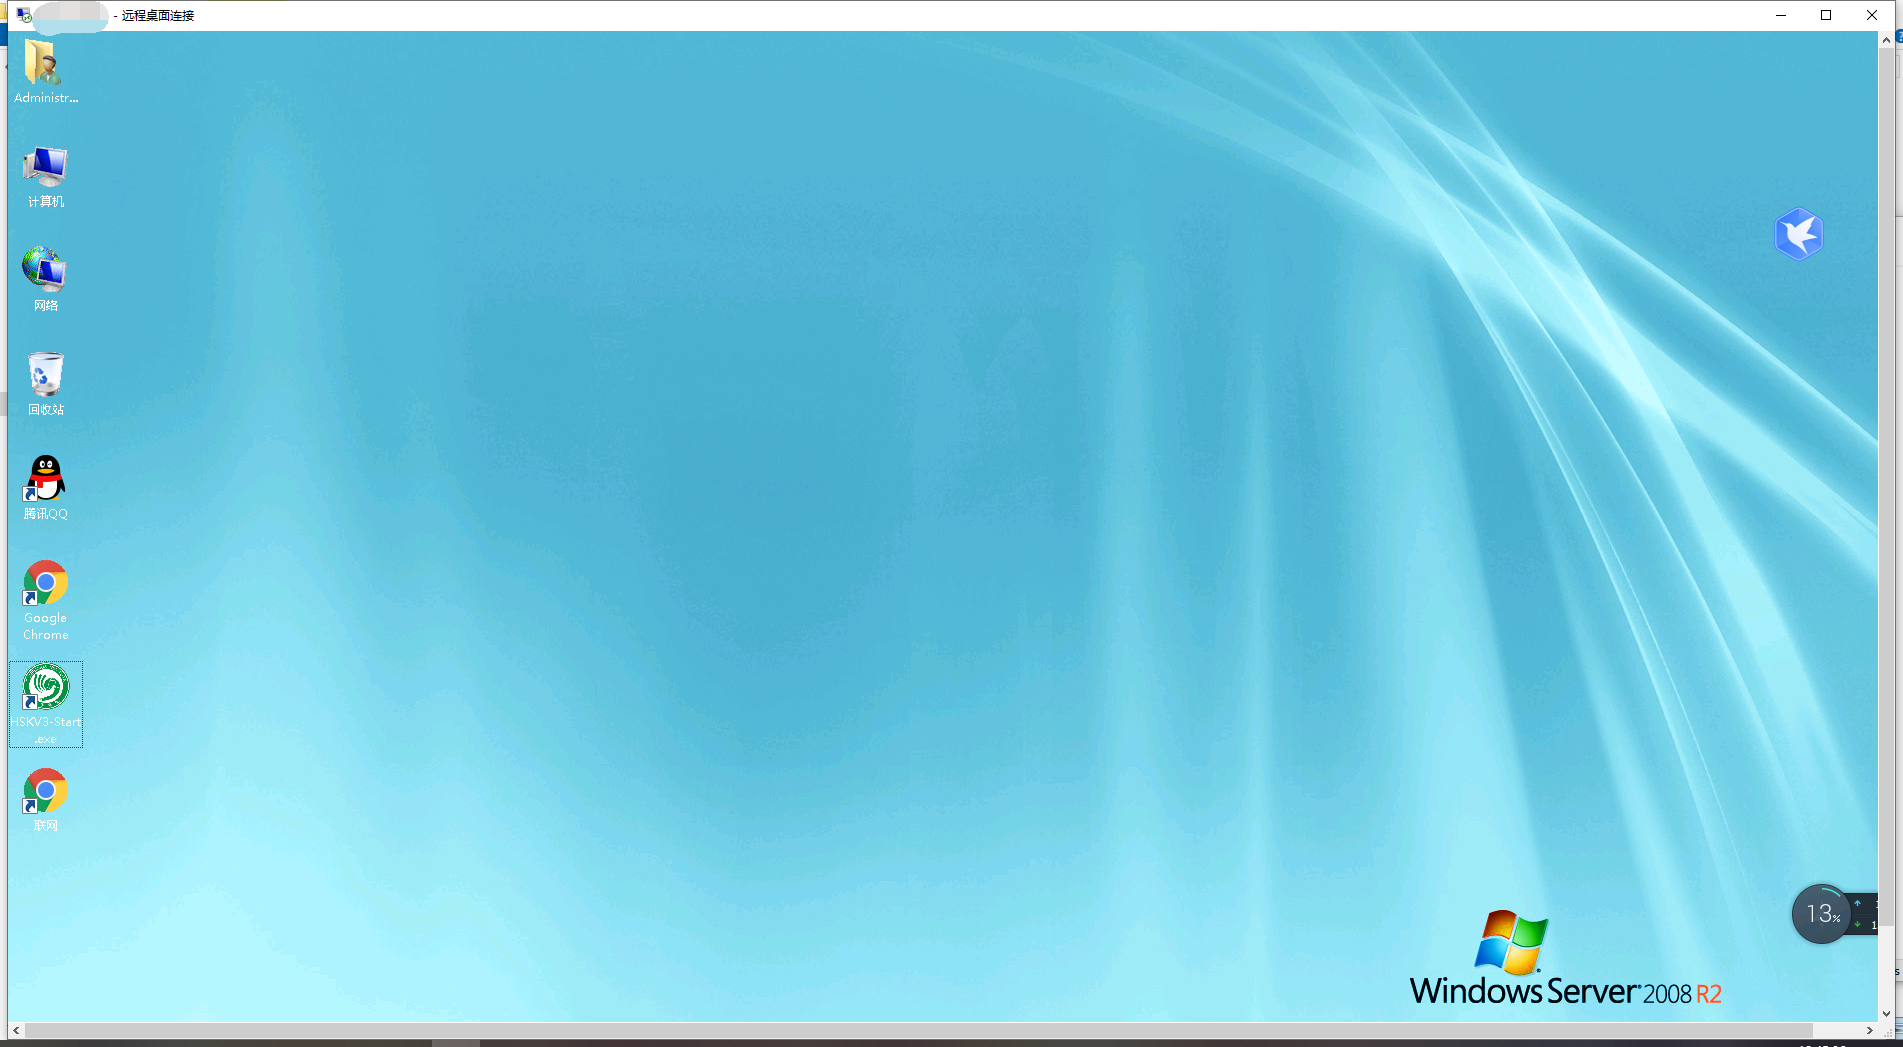 - 远程桌面连接
Administr...
计算机
网络
回收站
腾讯QQ
Google
Chrome
HSKV3-Start
.exe
联网
13%
Windows Server 2008 R2